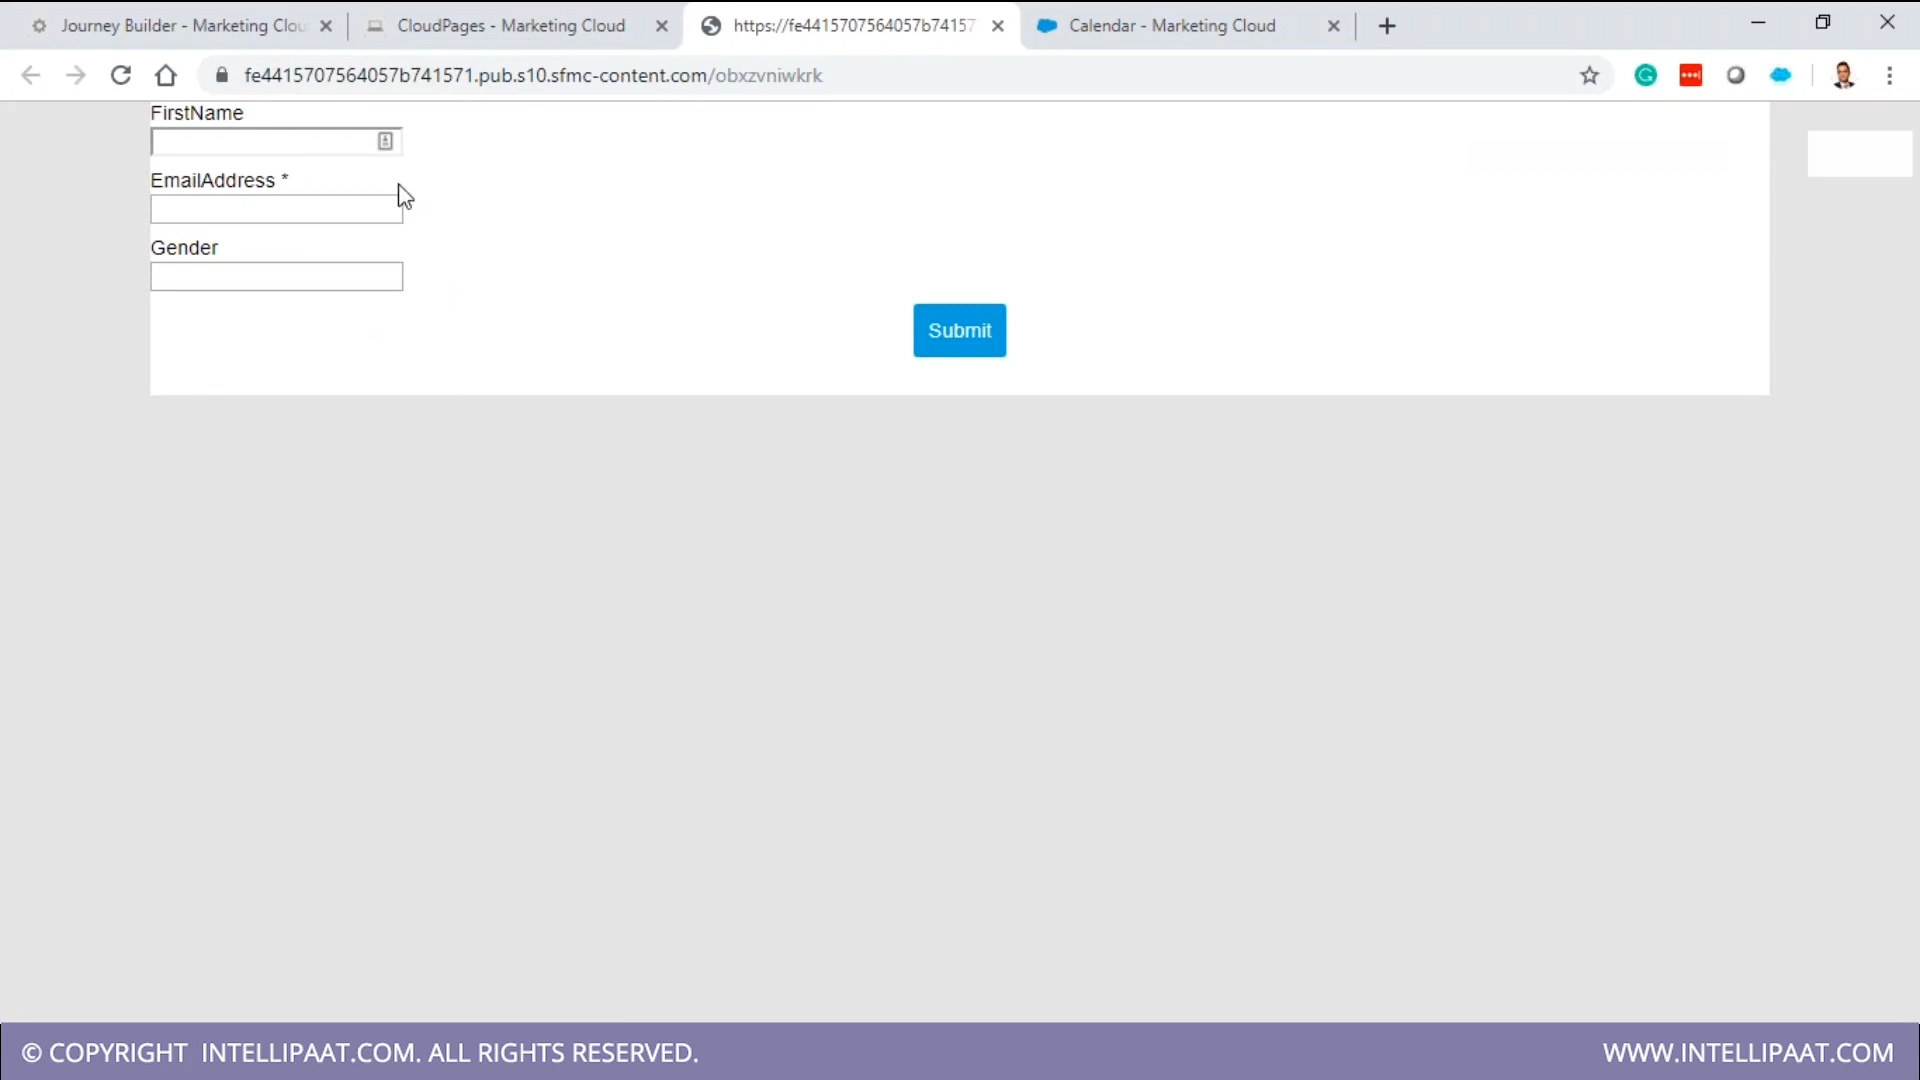 Journey Builder - Marketing Clou
CloudPages - Marketing Cloud
https://fe4415707564057b74157
Calendar - Marketing Cloud
fe4415707564057b741571.pub.s10.sfmc-content.com/obxzvniwkrk
FirstName
EmailAddress *
Gender
Submit
© COPYRIGHT INTELLIPAAT.COM. ALL RIGHTS RESERVED.
WWW.INTELLIPAAT.COM